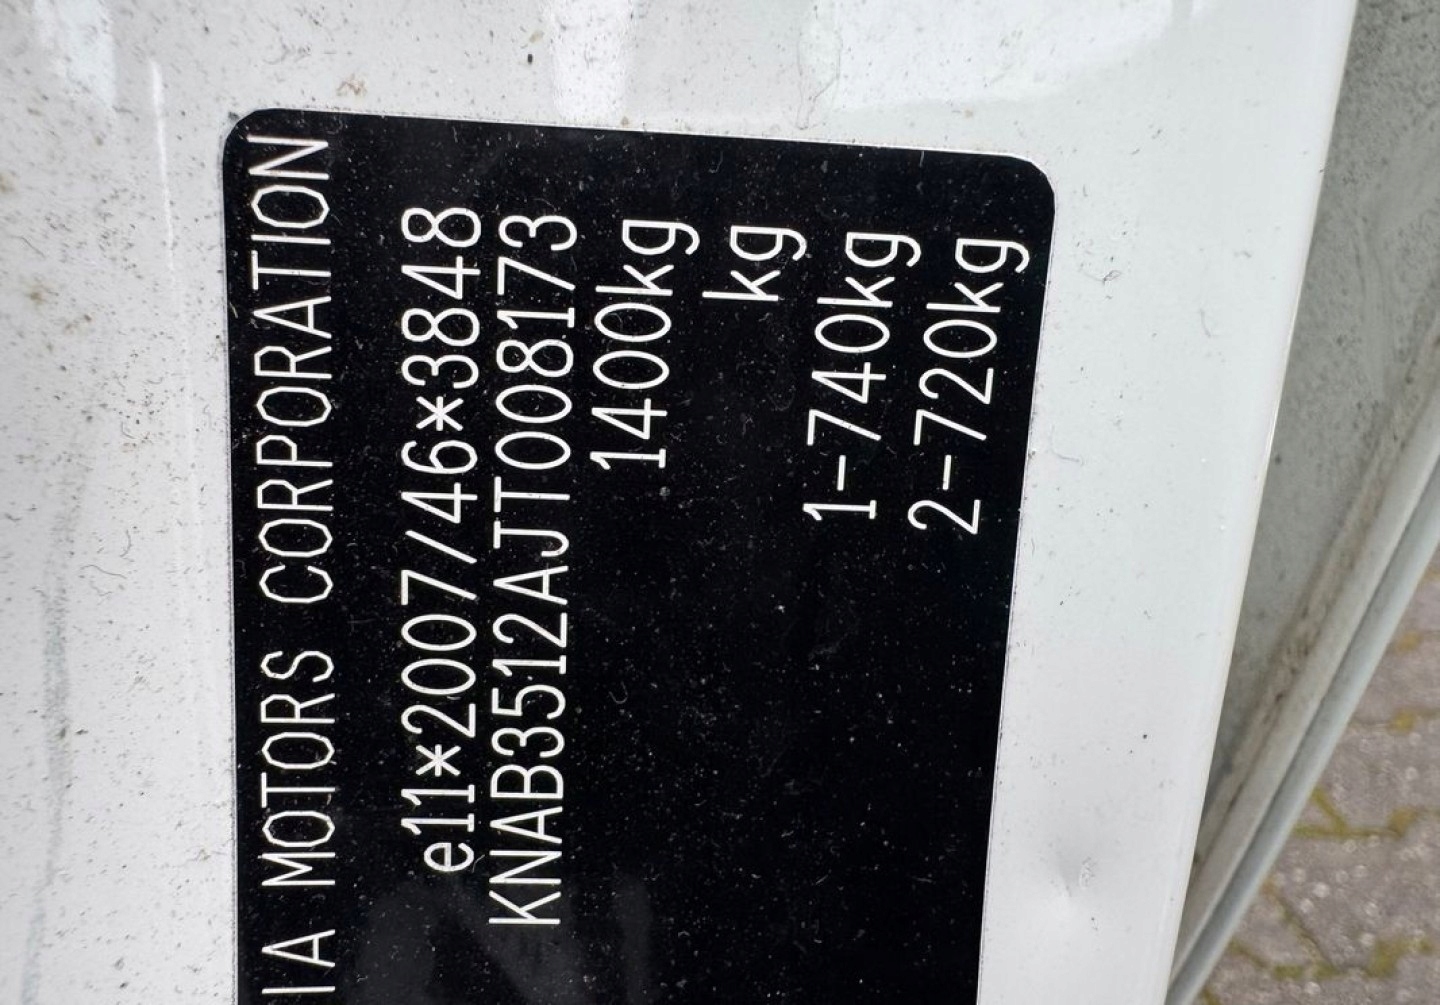 IA MOTORS CORPORATION
e11*2007/46*3848
KNAB3512AJT008173
1400kg
kg
1-740kg
2-720kg